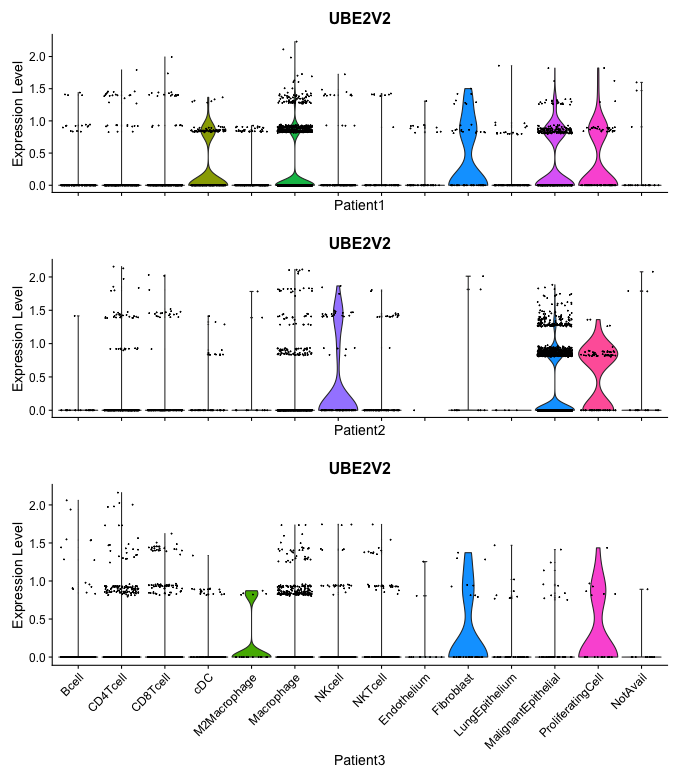 UBE2V2
Expression Level
2.0
1.5
1.0
0.5
0.0
Patient1
UBE2V2
Expression Level
2.0
1.5
1.0
0.5
0.0
Patient2
UBE2V2
Expression Level
2.0
1.5
1.0
0.5
0.0
Bcell
CD4Tcell
CD8Tcell
cDC
M2Macrophage
Macrophage
NKcell
NKTcell
Endothelium
Fibroblast
LungEpithelium
MalignantEpithelial
ProliferatingCell
NotAvail
Patient3